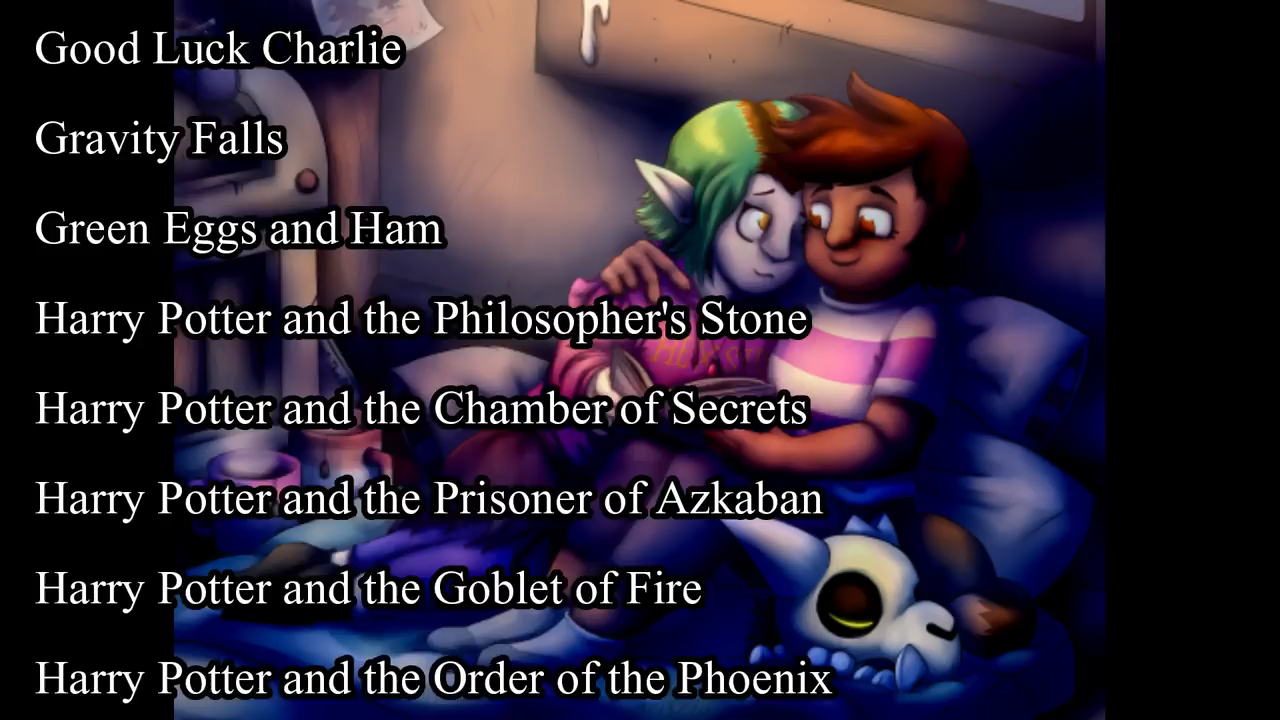 Good Luck Charlie
Gravity Falls
Green Eggs and Ham
Harry Potter and the Philosopher's Stone
Harry Potter and the Chamber of Secrets
Harry Potter and the Prisoner of Azkaban
Harry Potter and the Goblet of Fire
Harry Potter and the Order of the Phoenix